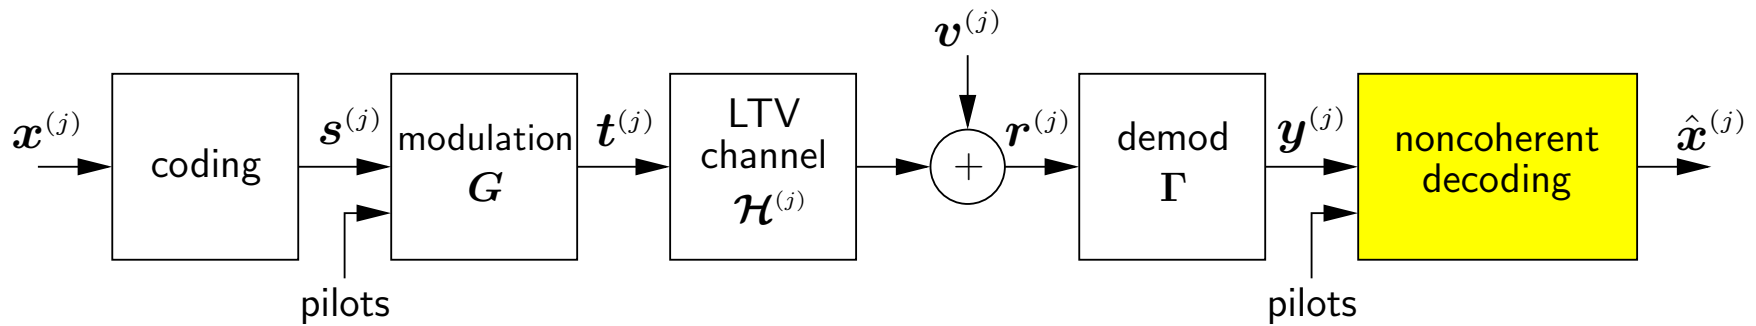 𝒙⁽ʲ⁾
coding
𝒔⁽ʲ⁾
pilots
modulation
𝑮
𝒕⁽ʲ⁾
LTV
channel
𝓗⁽ʲ⁾
𝒗⁽ʲ⁾
+
𝒓⁽ʲ⁾
demod
𝚪
𝒚⁽ʲ⁾
pilots
noncoherent
decoding
𝒙̂⁽ʲ⁾